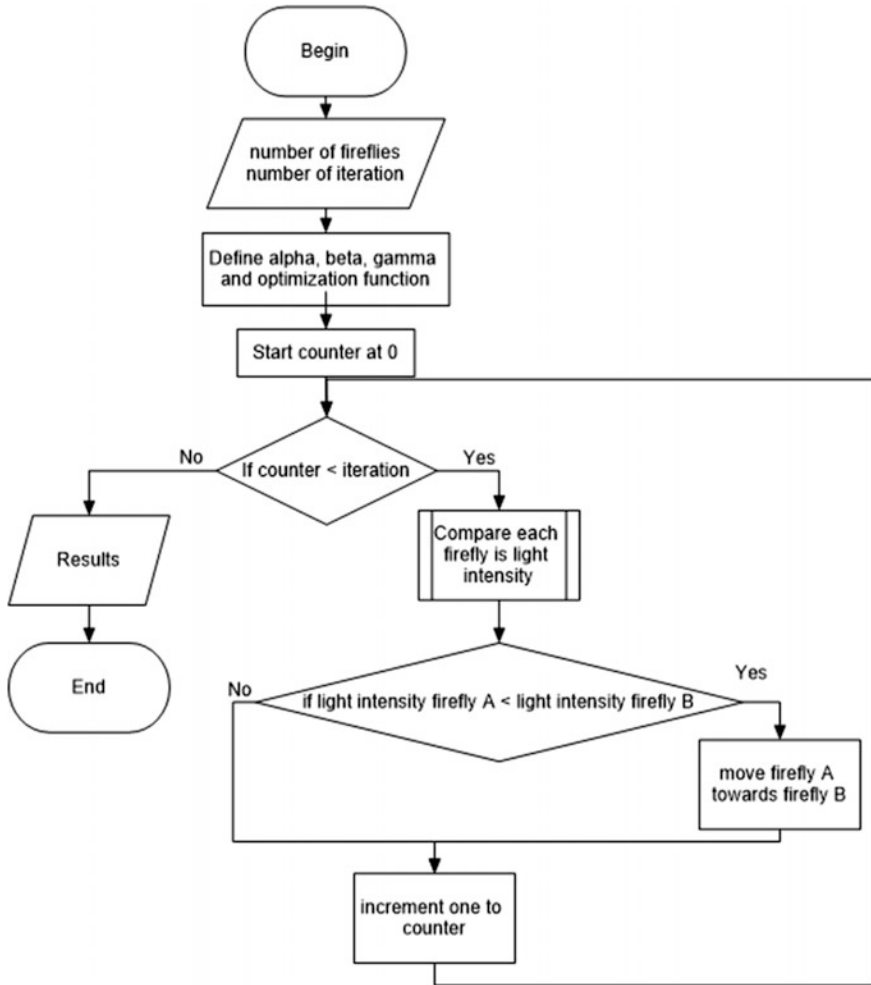 Begin
number of fireflies
number of iteration
Define alpha, beta, gamma
and optimization function
Start counter at 0
If counter < iteration
No
Yes
Results
End
Compare each
firefly is light
intensity
if light intensity firefly A < light intensity firefly B
No
Yes
move firefly A
towards firefly B
increment one to
counter